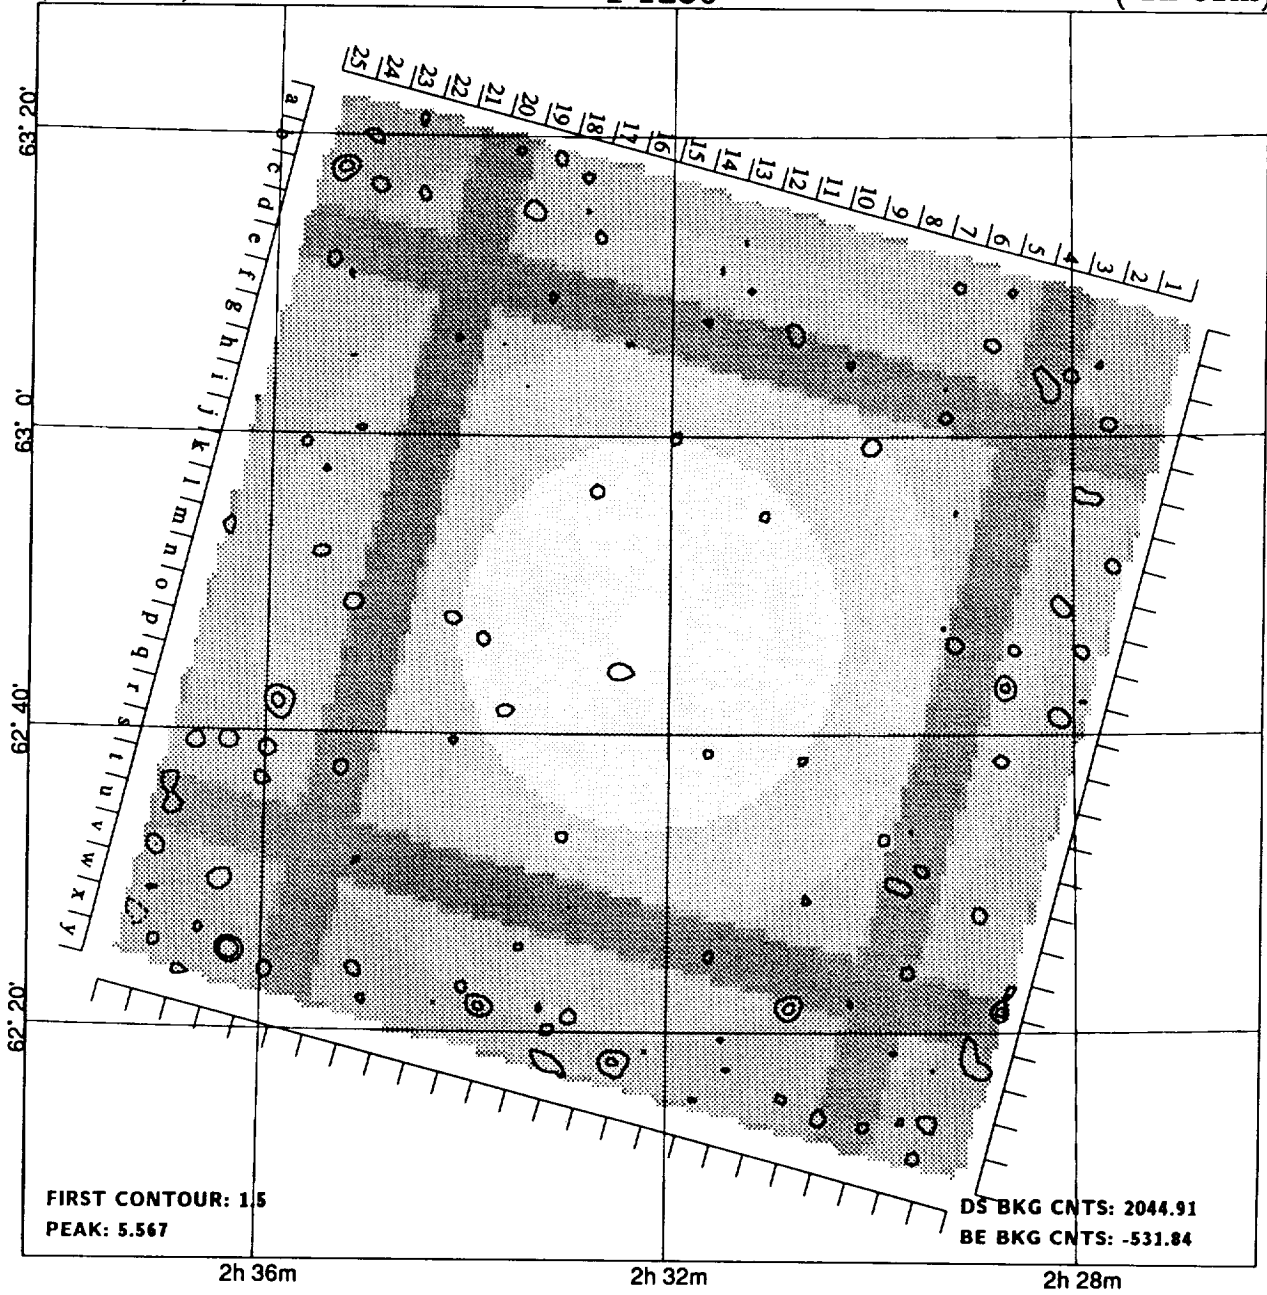 25 24 23 22 21 20 19 18 17 16 15 14 13 12 11 10 9 8 7 6 5 4 3 2 1
a b c d e f g h i j k l m n o p q r s t u v w x y
63° 20'
63° 0'
62° 40'
62° 20'
FIRST CONTOUR: 1.5
PEAK: 5.567
DS BKG CNTS: 2044.91
BE BKG CNTS: -531.84
2h 36m
2h 32m
2h 28m